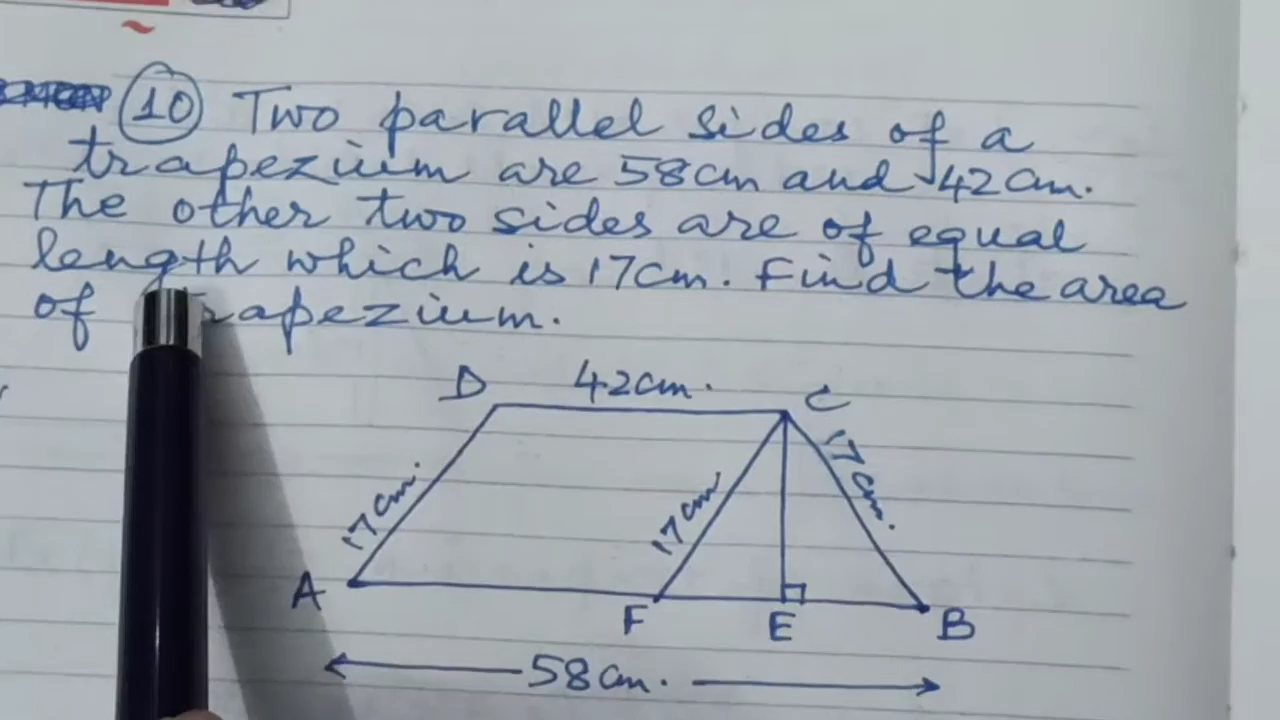 10 Two parallel sides of a
trapezium are 58cm and 42cm.
The other two sides are of equal
length which is 17cm. Find the area
of trapezium.
D 42cm. C
17cm. 17cm 17cm.
A F E B
58cm.